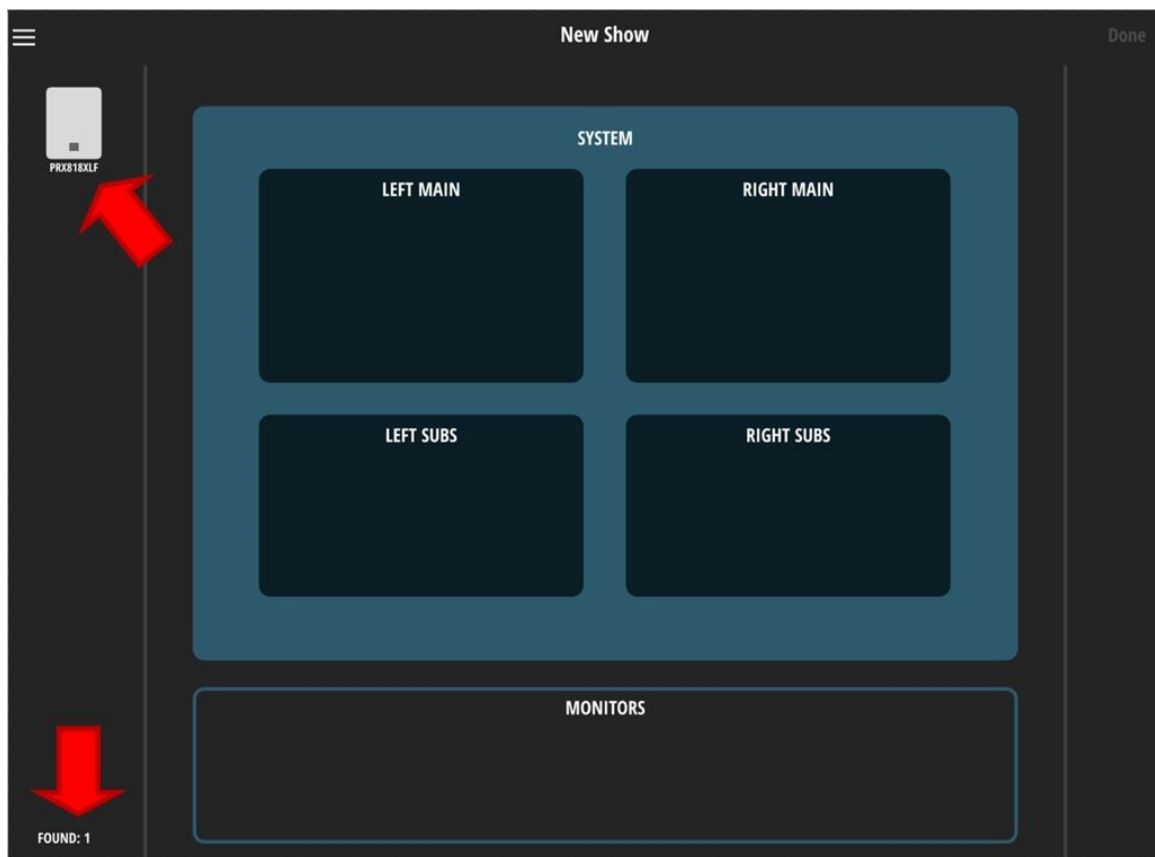 New Show
Done
PRX818XLF
SYSTEM
LEFT MAIN
RIGHT MAIN
LEFT SUBS
RIGHT SUBS
MONITORS
FOUND: 1